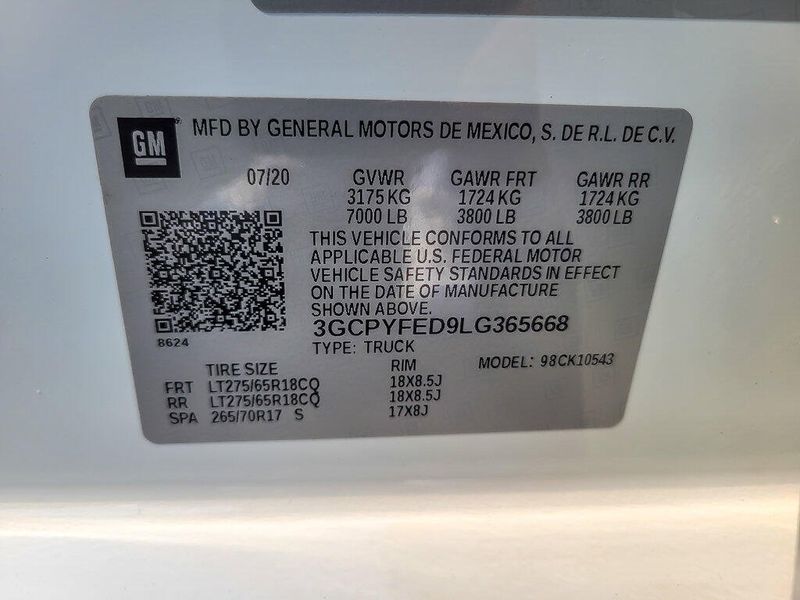 GM MFD BY GENERAL MOTORS DE MEXICO, S. DE R.L. DE C.V.
07/20 GVWR GAWR FRT GAWR RR
3175 KG 1724 KG 1724 KG
7000 LB 3800 LB 3800 LB
THIS VEHICLE CONFORMS TO ALL
APPLICABLE U.S. FEDERAL MOTOR
VEHICLE SAFETY STANDARDS IN EFFECT
ON THE DATE OF MANUFACTURE
SHOWN ABOVE.
3GCPYFED9LG365668
8624
TYPE: TRUCK MODEL: 98CK10543
TIRE SIZE RIM
FRT LT275/65R18CQ 18X8.5J
RR LT275/65R18CQ 18X8.5J
SPA 265/70R17 S 17X8J